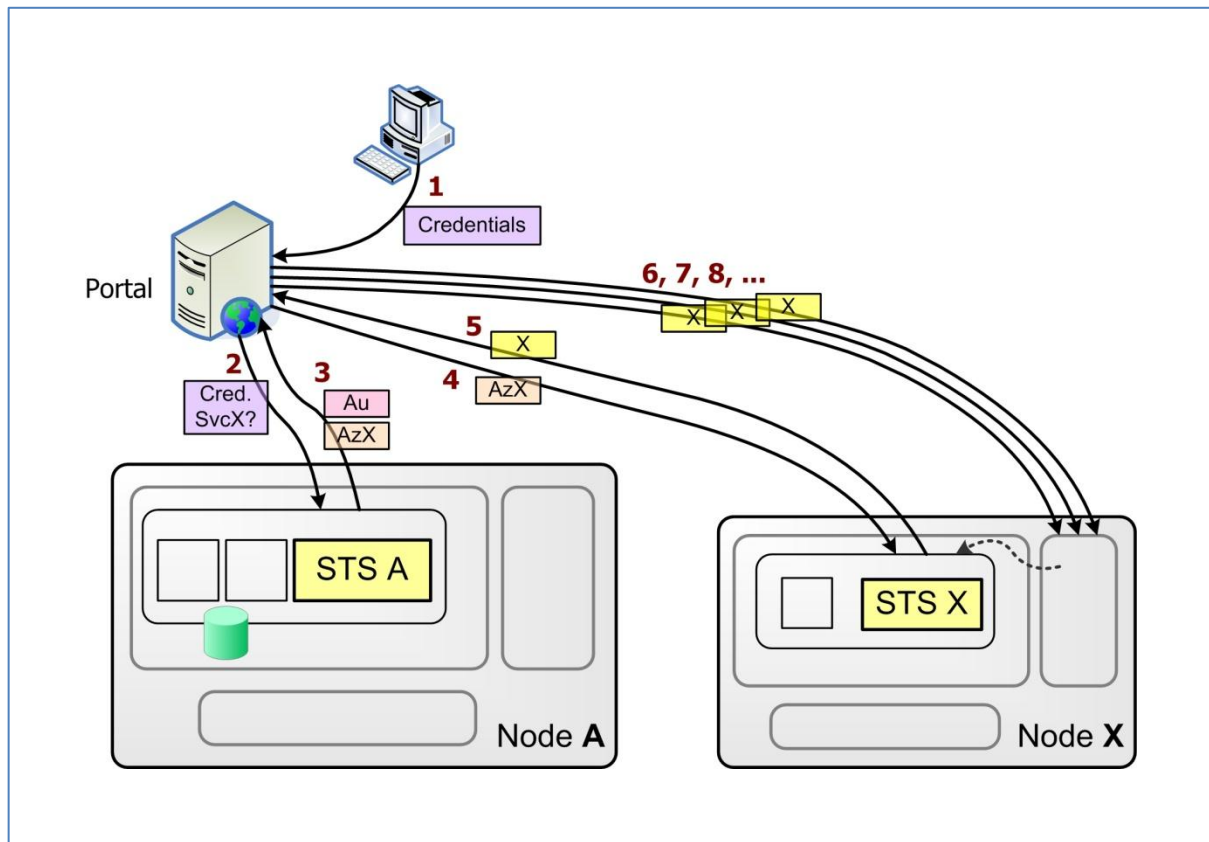 1
Credentials
Portal
6, 7, 8, ...
X
X
X
5
X
4
AzX
2
Cred.
SvcX?
3
Au
AzX
STS A
Node A
STS X
Node X